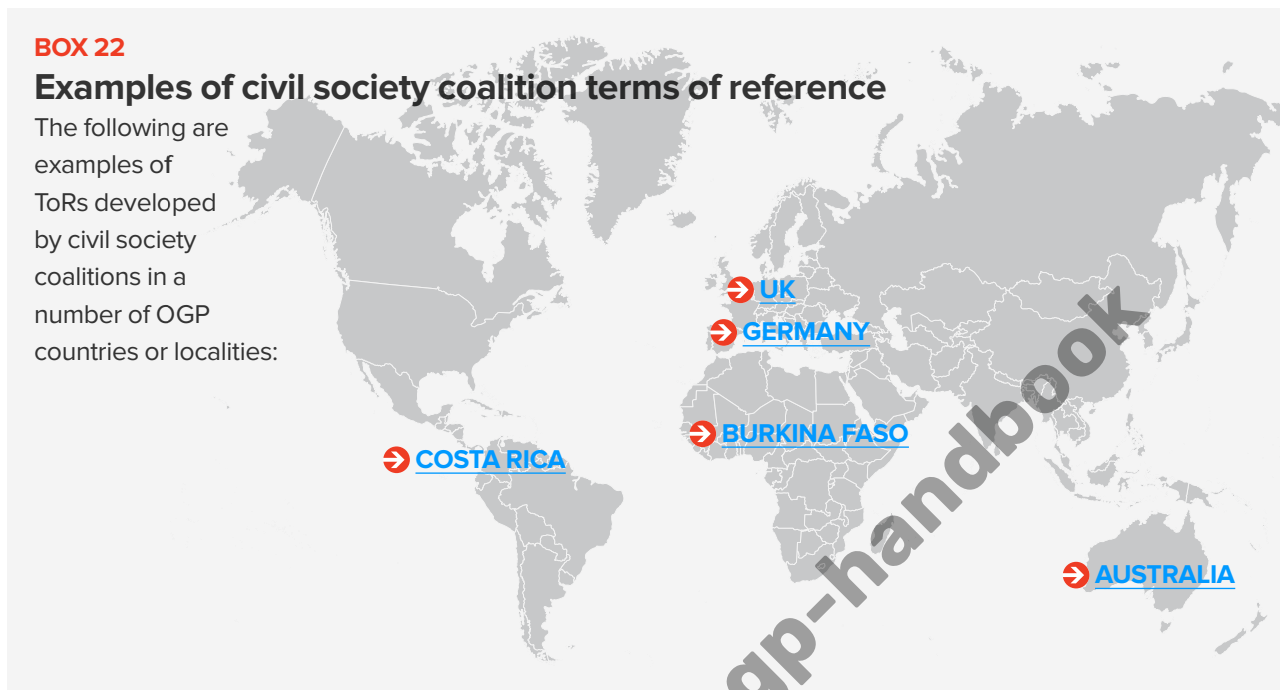 BOX 22
Examples of civil society coalition terms of reference
The following are
examples of
ToRs developed
by civil society
coalitions in a
number of OGP
countries or localities:
UK
GERMANY
BURKINA FASO
COSTA RICA
AUSTRALIA
gp-handbook